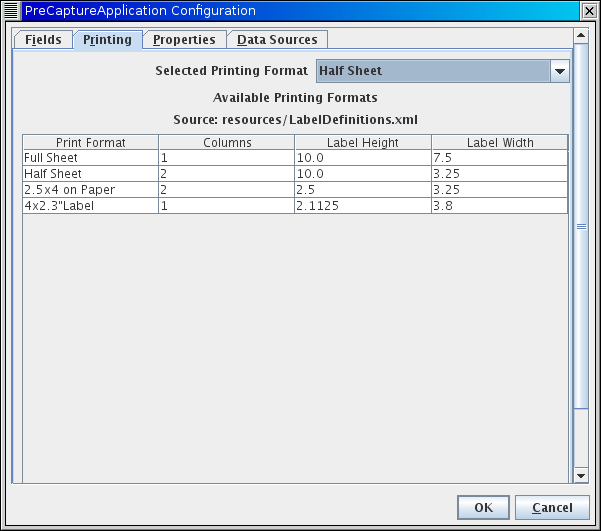 PreCaptureApplication Configuration
Fields Printing Properties Data Sources
Selected Printing Format Half Sheet
Available Printing Formats
Source: resources/LabelDefinitions.xml
Print Format Columns Label Height Label Width
Full Sheet 1 10.0 7.5
Half Sheet 2 10.0 3.25
2.5x4 on Paper 2 2.5 3.25
4x2.3"Label 1 2.1125 3.8
OK Cancel